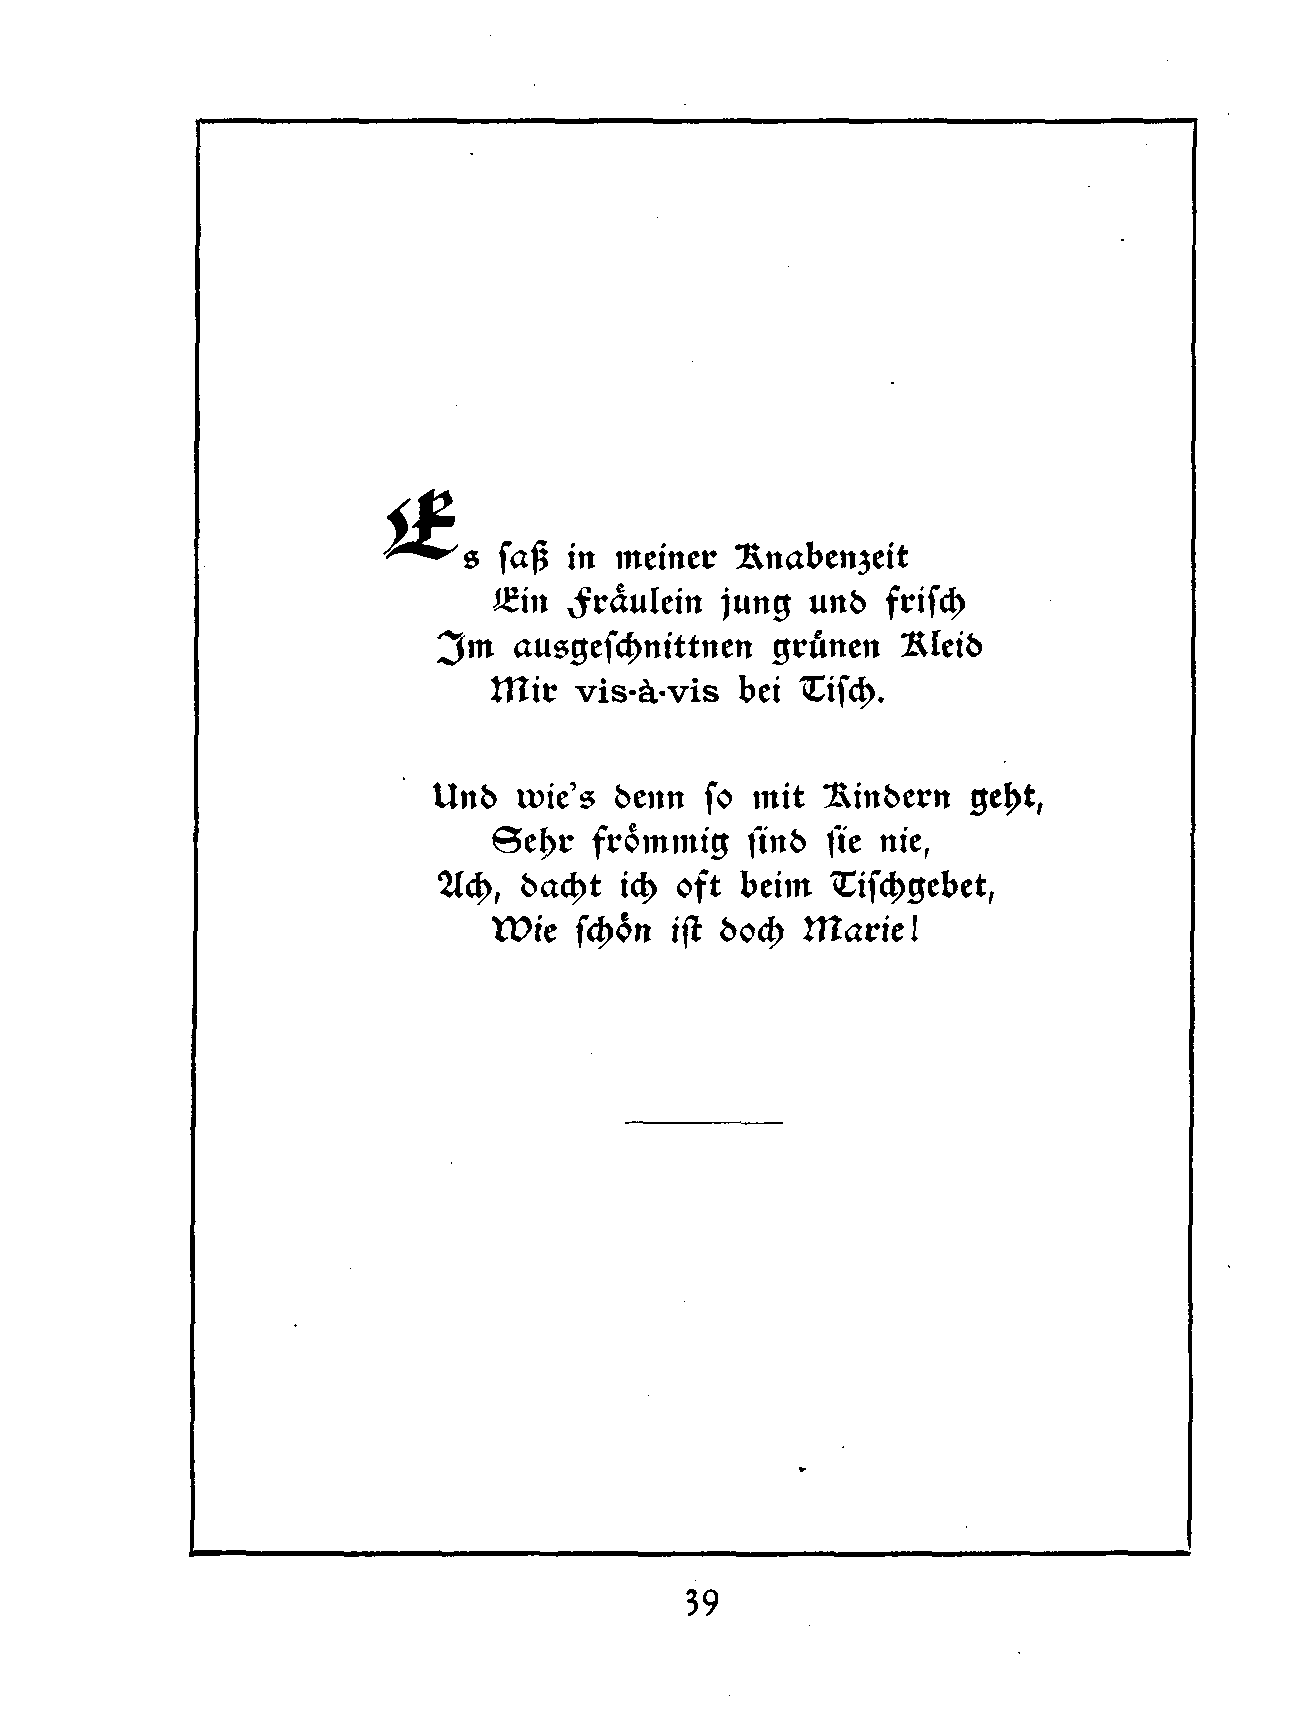 Es ſaß in meiner Knabenzeit
Ein Fräulein jung und friſch
Im ausgeſchnittnen grünen Kleid
Mir vis-à-vis bei Tiſch.
Und wie's denn ſo mit Kindern geht,
Sehr frömmig ſind ſie nie,
Ach, dacht ich oft beim Tiſchgebet,
Wie ſchön iſt doch Marie!
39